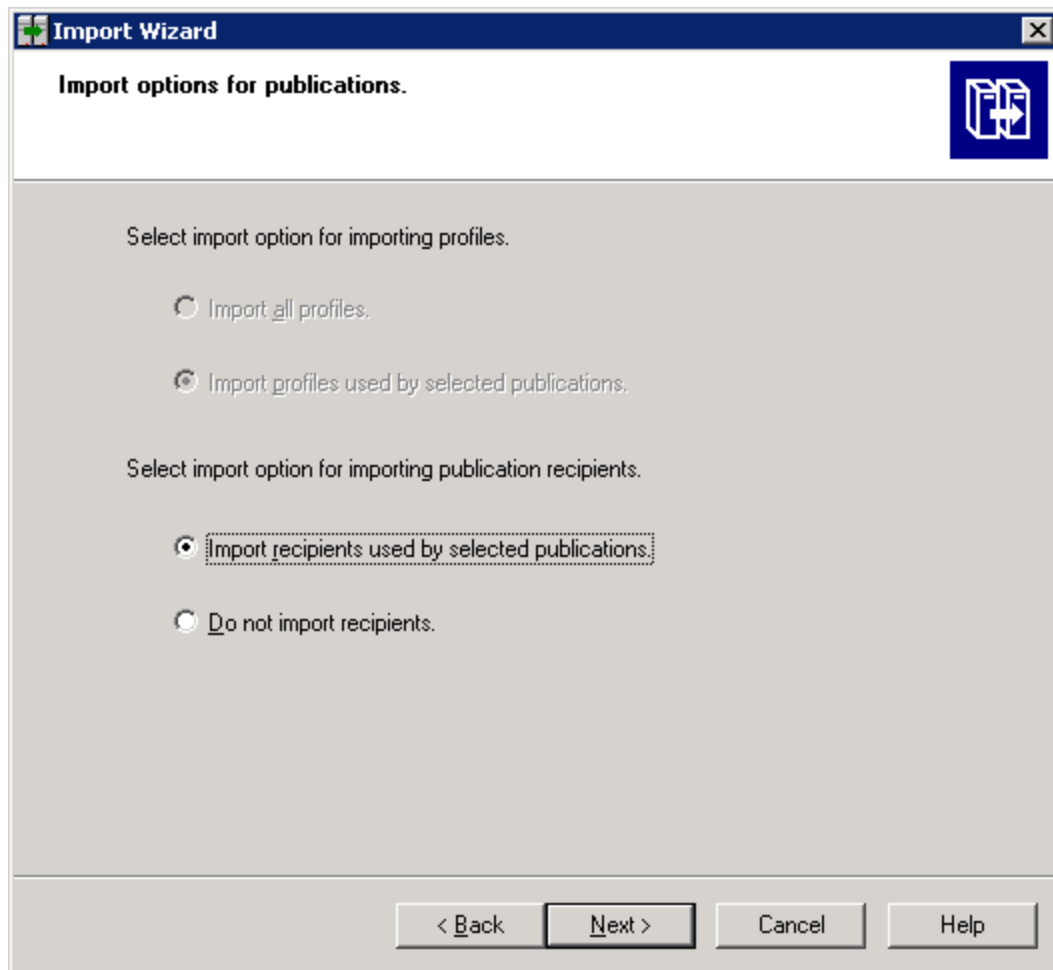 Import Wizard
Import options for publications.
Select import option for importing profiles.
Import all profiles.
Import profiles used by selected publications.
Select import option for importing publication recipients.
Import recipients used by selected publications.
Do not import recipients.
< Back
Next >
Cancel
Help